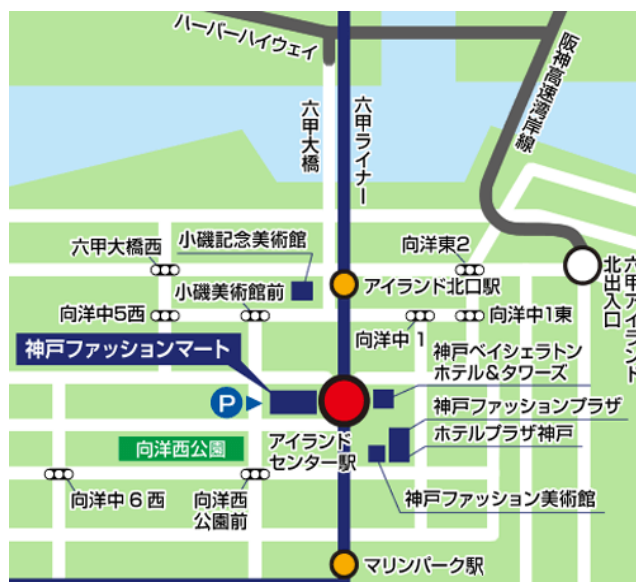 ハーバーハイウェイ
阪神高速湾岸線
六甲大橋
六甲ライナー
六甲大橋西
小磯記念美術館
向洋東2
六甲アイランド
北出入口
アイランド北口駅
小磯美術館前
向洋中5西
向洋中1
向洋中1東
神戸ファッションマート
神戸ベイシェラトン
ホテル&タワーズ
P
神戸ファッションプラザ
アイランド
センター駅
ホテルプラザ神戸
向洋西公園
向洋中6西
向洋西
公園前
神戸ファッション美術館
マリンパーク駅